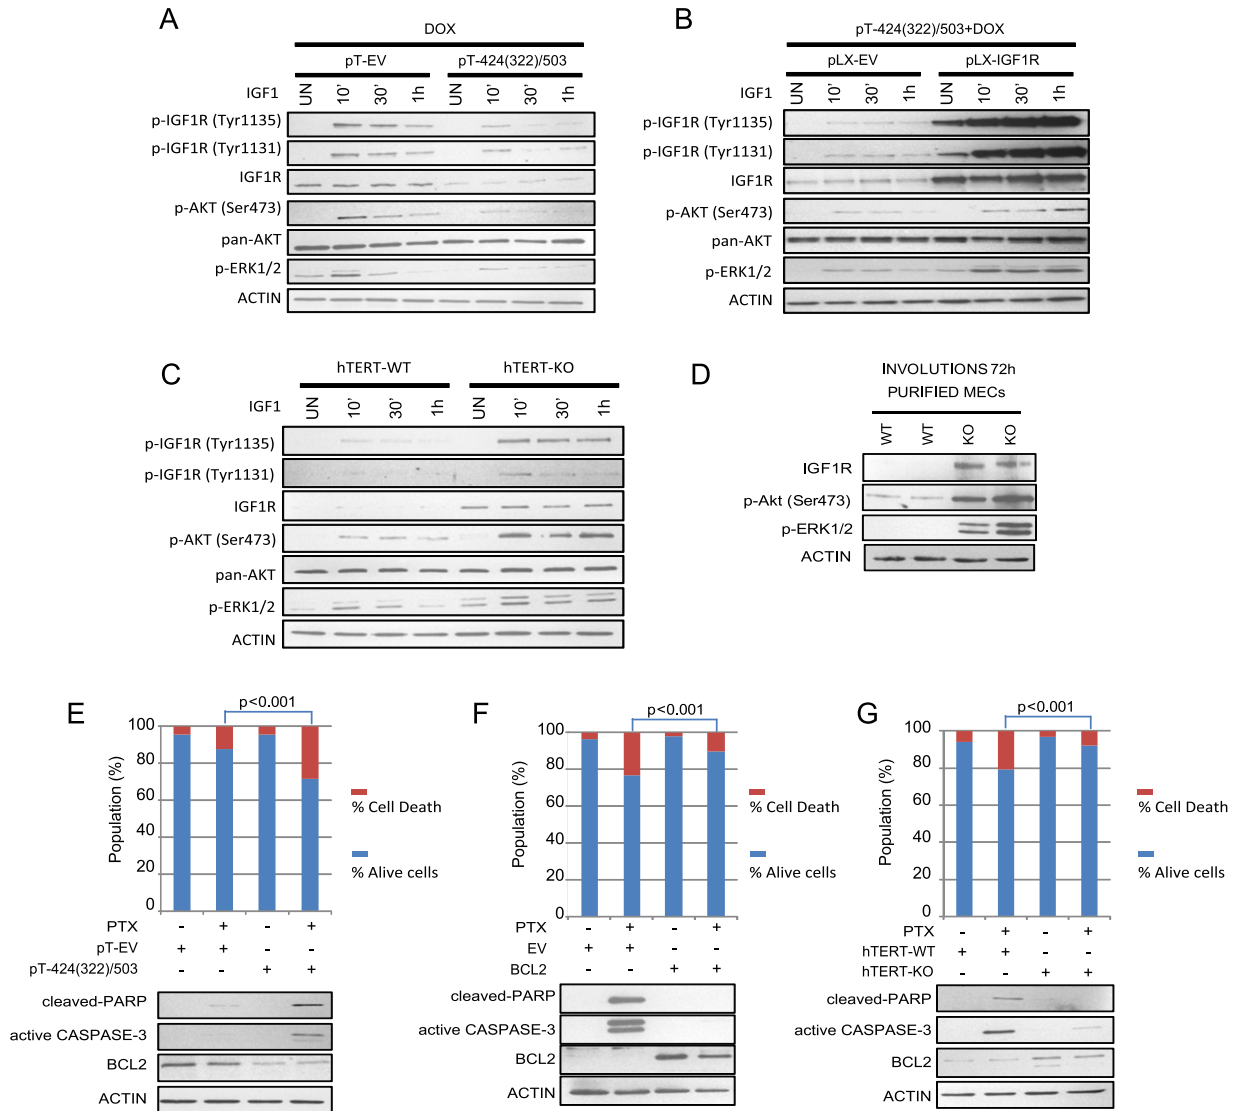 A
DOX
pT-EV
pT-424(322)/503
IGF1
UN 10' 30' 1h UN 10' 30' 1h
p-IGF1R (Tyr1135)
p-IGF1R (Tyr1131)
IGF1R
p-AKT (Ser473)
pan-AKT
p-ERK1/2
ACTIN
B
pT-424(322)/503+DOX
pLX-EV
pLX-IGF1R
IGF1
UN 10' 30' 1h UN 10' 30' 1h
p-IGF1R (Tyr1135)
p-IGF1R (Tyr1131)
IGF1R
p-AKT (Ser473)
pan-AKT
p-ERK1/2
ACTIN
C
hTERT-WT
hTERT-KO
IGF1
UN 10' 30' 1h UN 10' 30' 1h
p-IGF1R (Tyr1135)
p-IGF1R (Tyr1131)
IGF1R
p-AKT (Ser473)
pan-AKT
p-ERK1/2
ACTIN
D
INVOLUTIONS 72h
PURIFIED MECs
WT WT KO KO
IGF1R
p-Akt (Ser473)
p-ERK1/2
ACTIN
E
p<0.001
100
80
60
40
20
0
Population (%)
% Cell Death
% Alive cells
PTX - + - +
pT-EV + + - -
pT-424(322)/503 - - + +
cleaved-PARP
active CASPASE-3
BCL2
ACTIN
F
p<0.001
100
80
60
40
20
0
Population (%)
% Cell Death
% Alive cells
PTX - + - +
EV + + - -
BCL2 - - + +
cleaved-PARP
active CASPASE-3
BCL2
ACTIN
G
p<0.001
100
80
60
40
20
0
Population (%)
% Cell Death
% Alive cells
PTX - + - +
hTERT-WT + + - -
hTERT-KO - - + +
cleaved-PARP
active CASPASE-3
BCL2
ACTIN